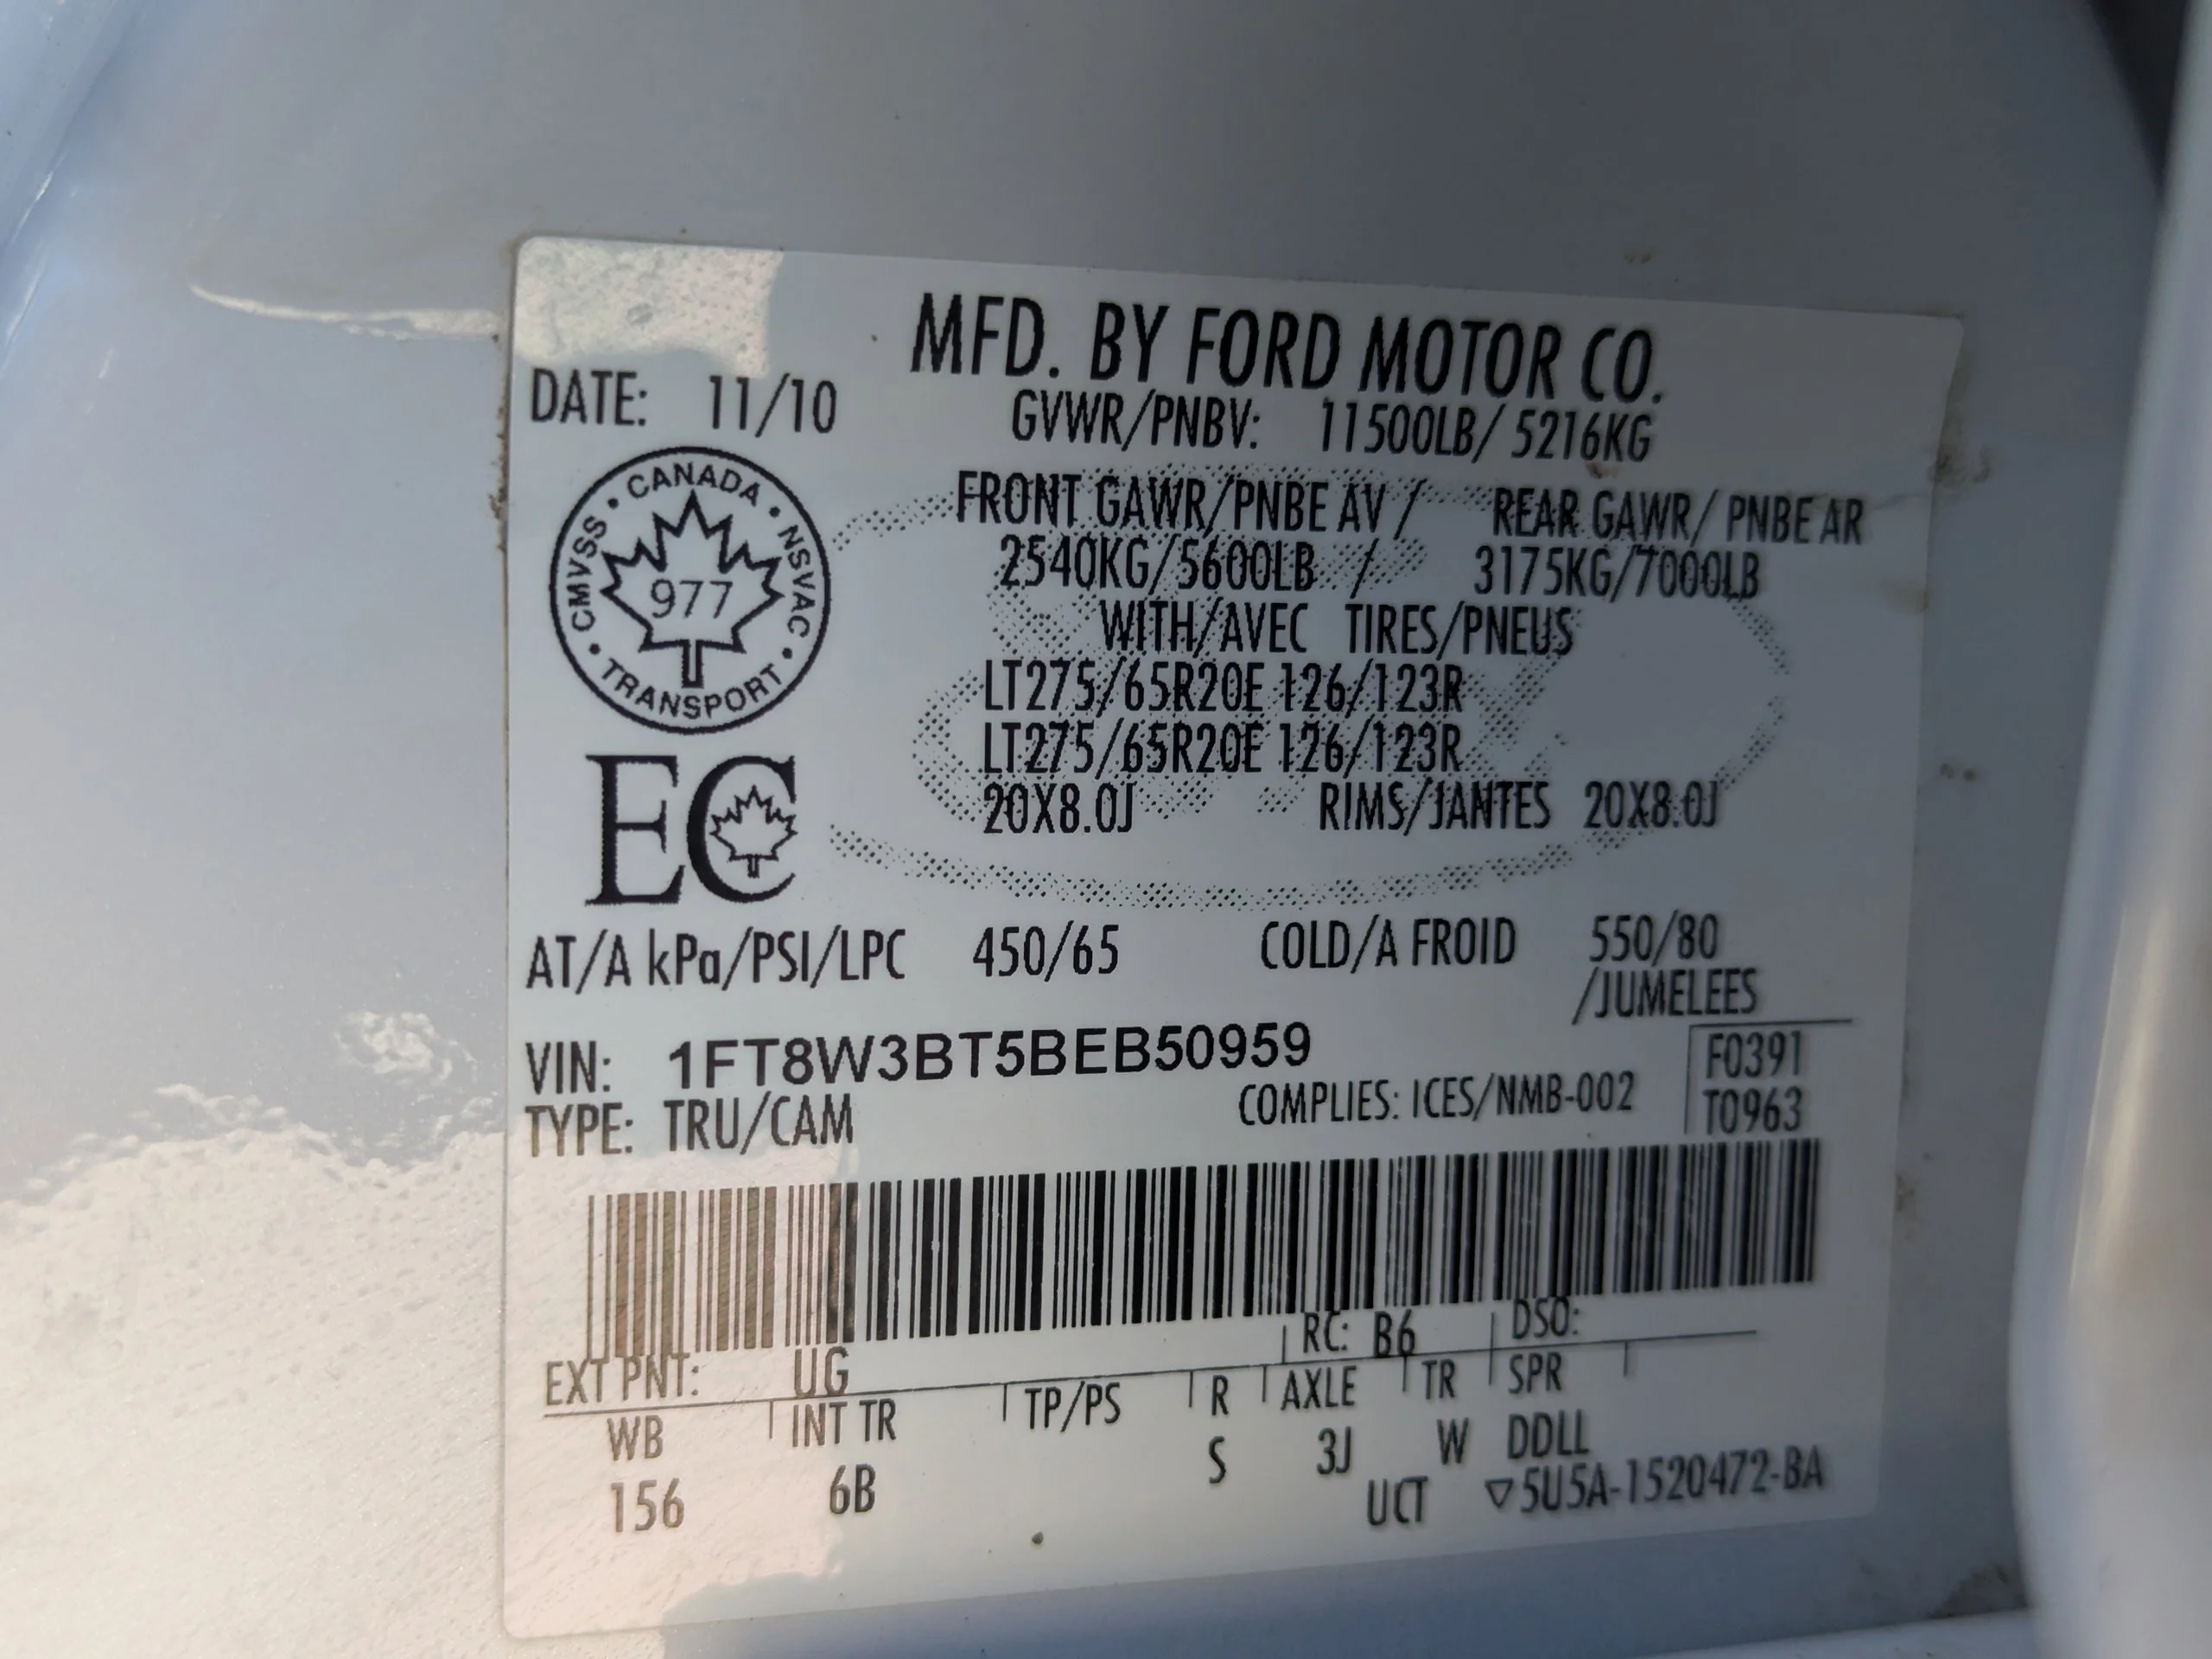 MFD. BY FORD MOTOR CO.
DATE: 11/10
GVWR/PNBV: 11500LB/ 5216KG
CANADA • NSVAC • TRANSPORT • CMVSS •
977
EC
FRONT GAWR/PNBE AV / REAR GAWR/ PNBE AR
2540KG/5600LB / 3175KG/7000LB
WITH/AVEC TIRES/PNEUS
LT275/65R20E 126/123R
LT275/65R20E 126/123R
20X8.0J RIMS/JANTES 20X8.0J
AT/A kPa/PSI/LPC 450/65 COLD/A FROID 550/80
/JUMELEES
VIN: 1FT8W3BT5BEB50959
F0391
TYPE: TRU/CAM COMPLIES: ICES/NMB-002
T0963
RC: B6 DSO:
EXT PNT: UG
WB INT TR TP/PS R AXLE TR SPR
156 6B S 3J W DDLL
UCT ▽5U5A-1520472-BA